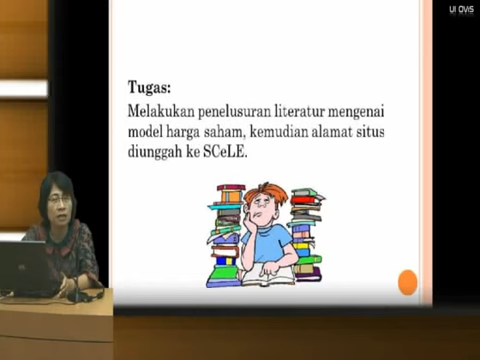 UI OVIS
Tugas:
Melakukan penelusuran literatur mengenai
model harga saham, kemudian alamat situs
diunggah ke SCeLE.